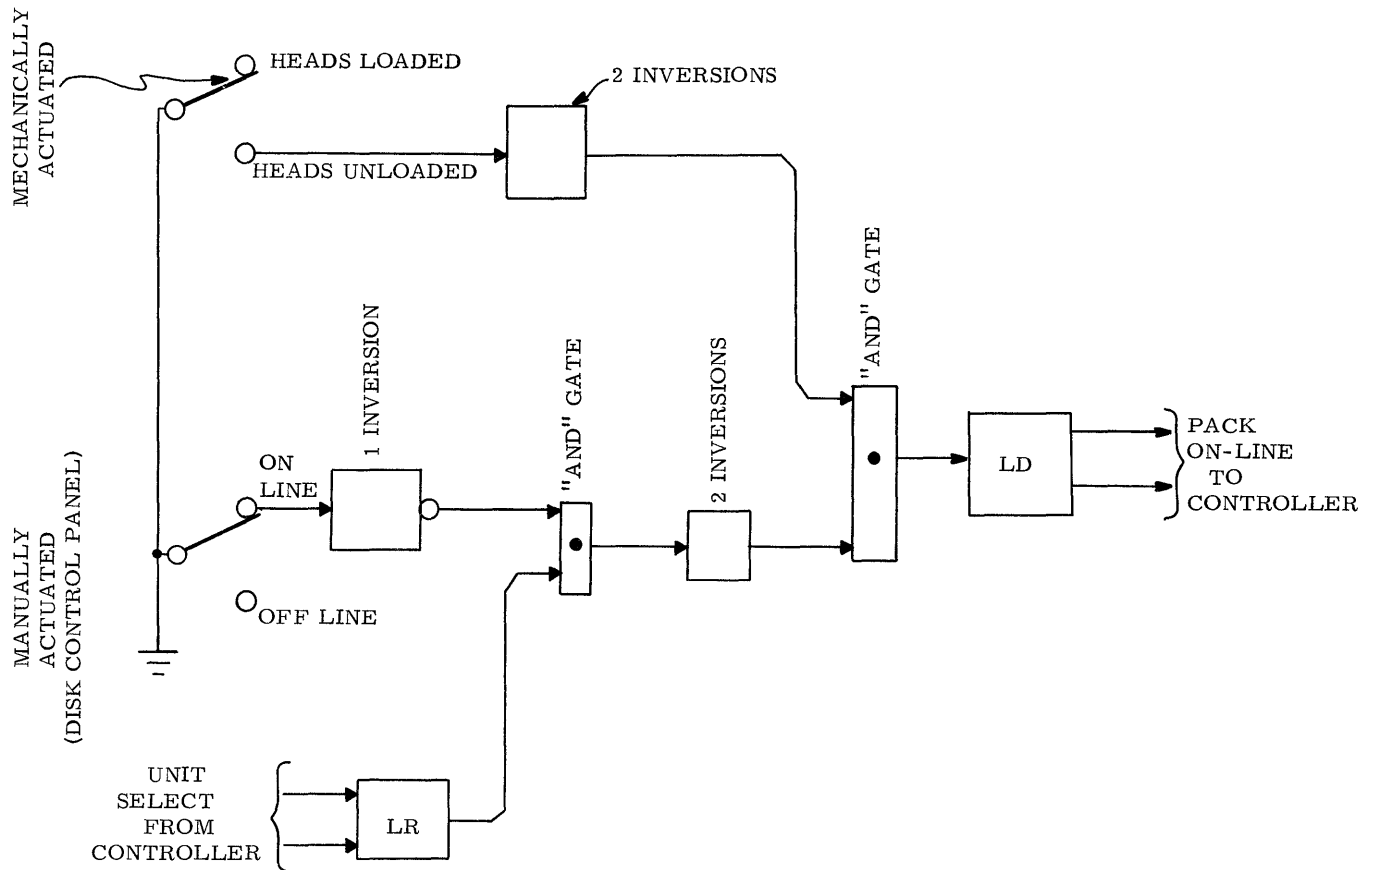 MECHANICALLY
ACTUATED
HEADS LOADED
2 INVERSIONS
HEADS UNLOADED
"AND" GATE
1 INVERSION
"AND" GATE
2 INVERSIONS
ON
LINE
LD
PACK
ON-LINE
TO
CONTROLLER
MANUALLY
ACTUATED
(DISK CONTROL PANEL)
OFF LINE
UNIT
SELECT
FROM
CONTROLLER
LR